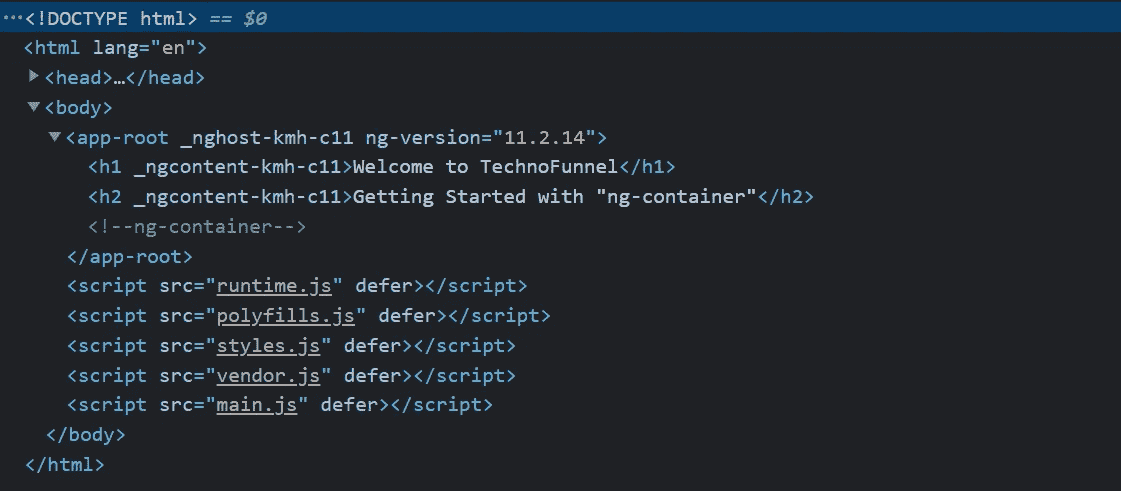 …<!DOCTYPE html> == $0
<html lang="en">
<head>…</head>
<body>
<app-root _nghost-kmh-c11 ng-version="11.2.14">
<h1 _ngcontent-kmh-c11>Welcome to TechnoFunnel</h1>
<h2 _ngcontent-kmh-c11>Getting Started with "ng-container"</h2>
<!--ng-container-->
</app-root>
<script src="runtime.js" defer></script>
<script src="polyfills.js" defer></script>
<script src="styles.js" defer></script>
<script src="vendor.js" defer></script>
<script src="main.js" defer></script>
</body>
</html>